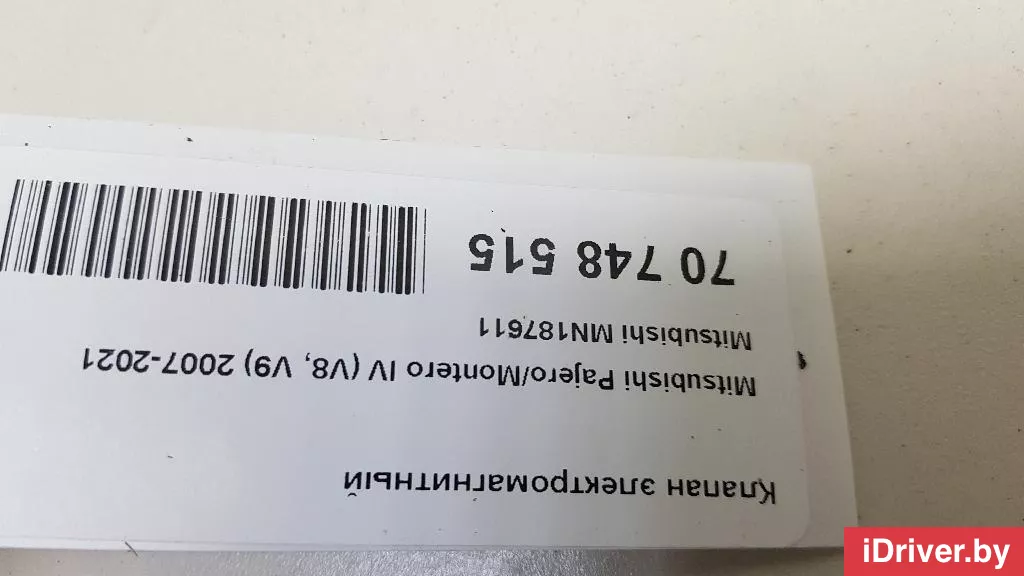 Клапан электромагнитный
Mitsubishi Pajero/Montero IV (V8, V9) 2007-2021
Mitsubishi MN187611
70 748 515
iDriver.by